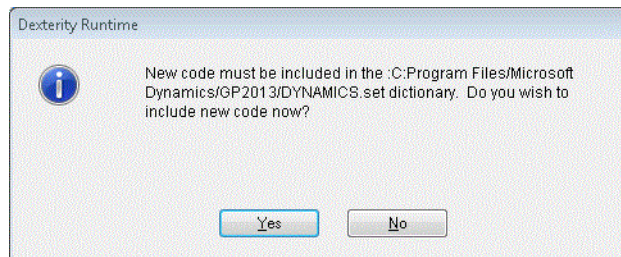 Dexterity Runtime
New code must be included in the :C:Program Files/Microsoft
Dynamics/GP2013/DYNAMICS.set dictionary. Do you wish to
include new code now?
Yes
No